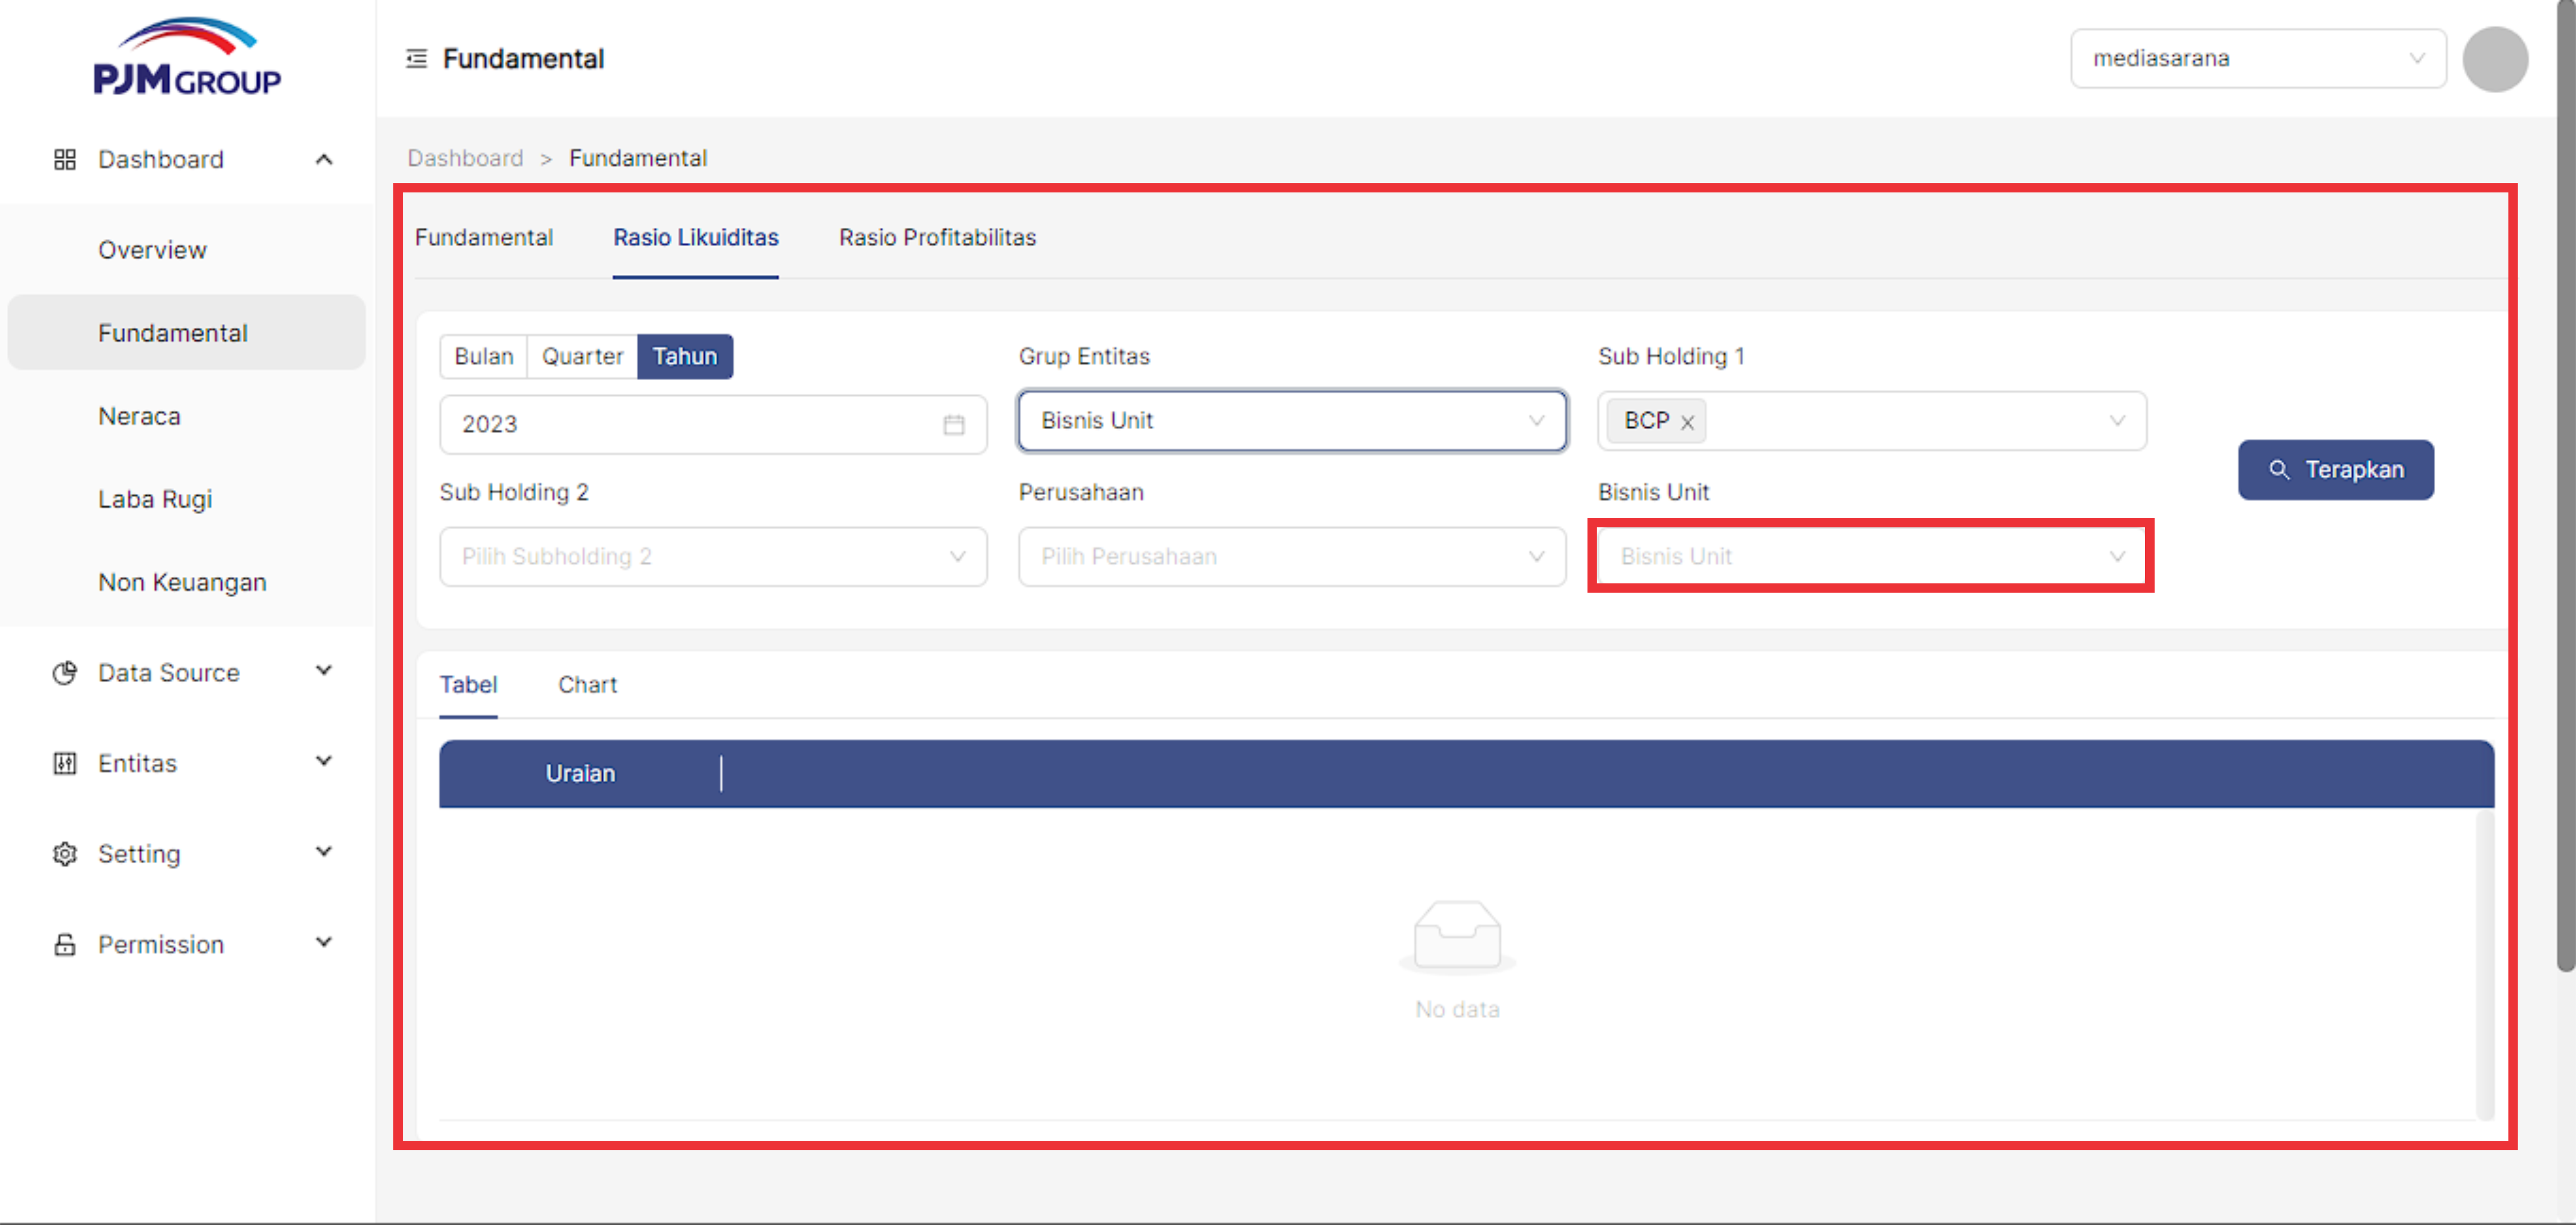 PJM GROUP
Fundamental
mediasarana
Dashboard
Overview
Fundamental
Neraca
Laba Rugi
Non Keuangan
Data Source
Entitas
Setting
Permission
Dashboard > Fundamental
Fundamental Rasio Likuiditas Rasio Profitabilitas
Bulan Quarter Tahun
2023
Grup Entitas
Bisnis Unit
Sub Holding 1
BCP
Terapkan
Sub Holding 2
Pilih Subholding 2
Perusahaan
Pilih Perusahaan
Bisnis Unit
Bisnis Unit
Tabel Chart
Uraian
No data